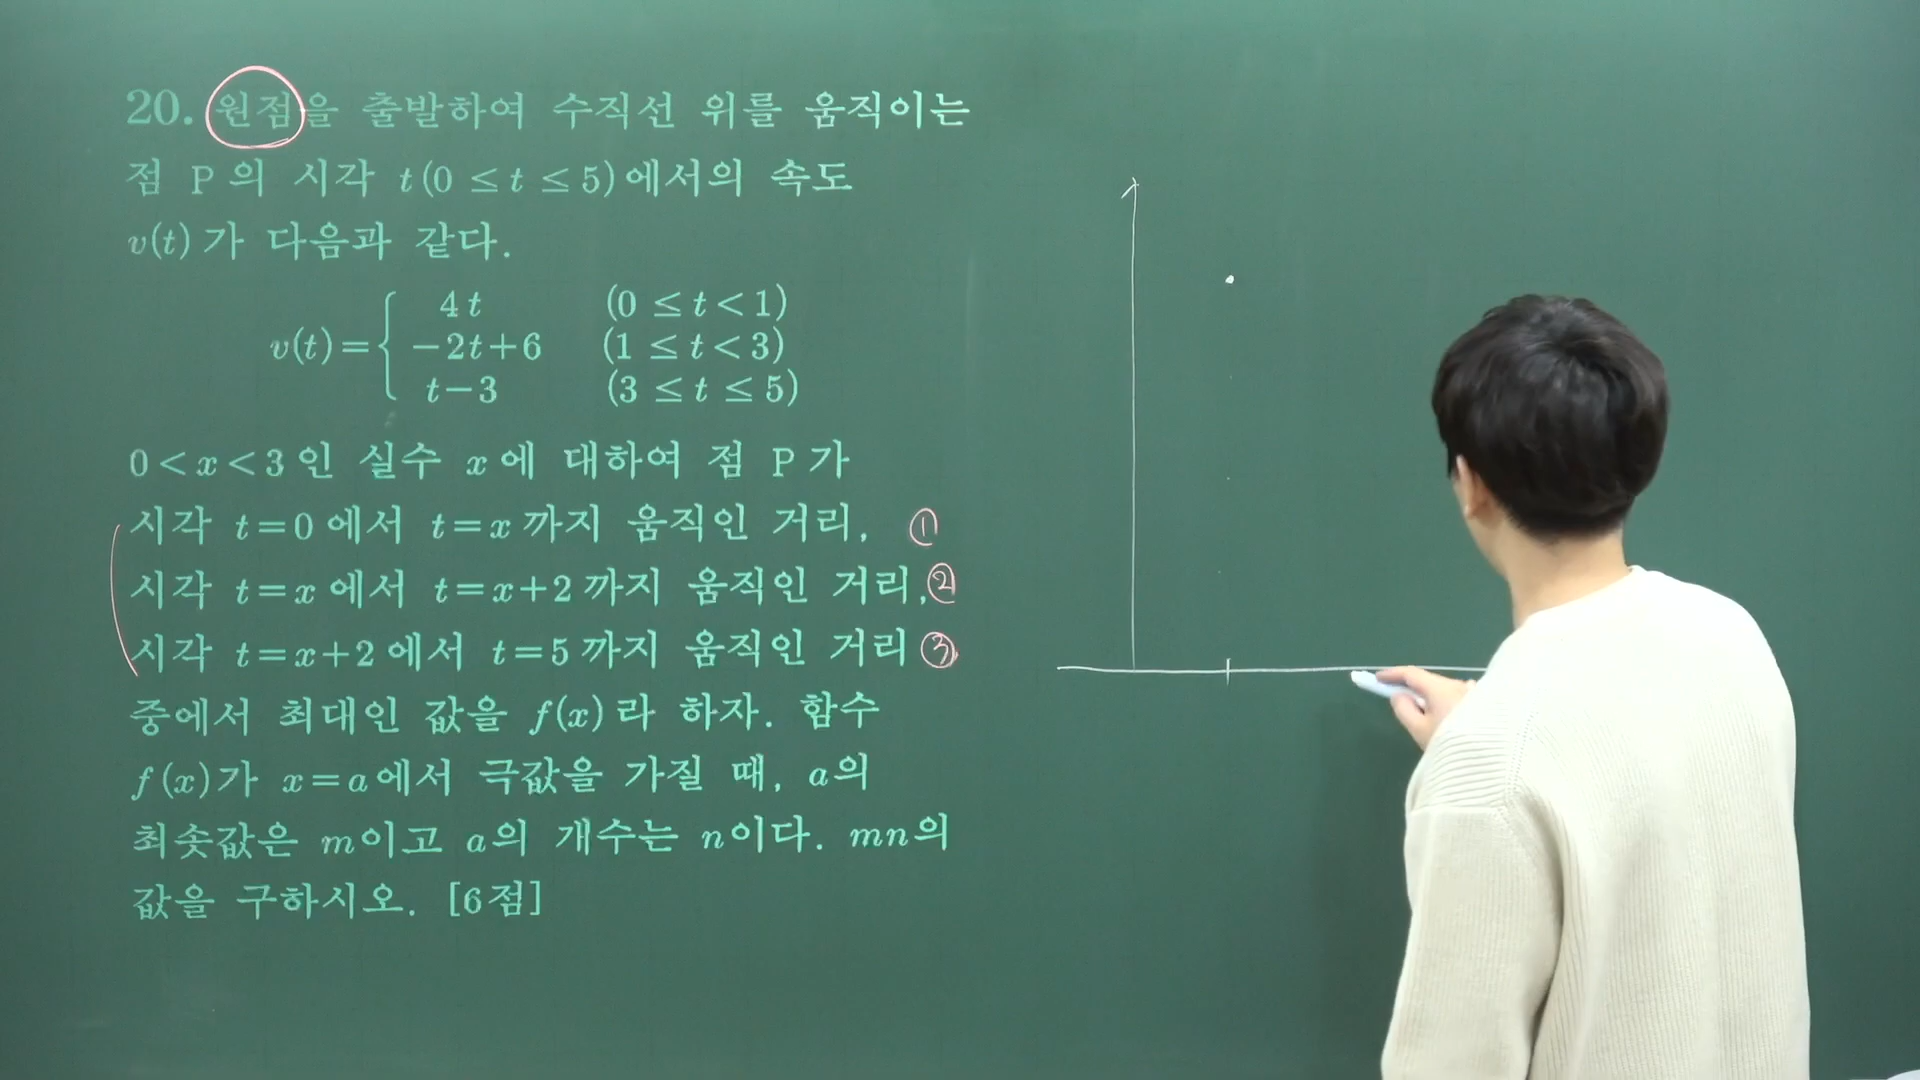 20. 원점을 출발하여 수직선 위를 움직이는
점 P의 시각 t(0 ≤ t ≤ 5)에서의 속도
v(t)가 다음과 같다.
v(t) = { 4t (0 ≤ t < 1)
−2t+6 (1 ≤ t < 3)
t−3 (3 ≤ t ≤ 5)
0 < x < 3인 실수 x에 대하여 점 P가
시각 t=0에서 t=x까지 움직인 거리, ①
시각 t=x에서 t=x+2까지 움직인 거리, ②
시각 t=x+2에서 t=5까지 움직인 거리 ③
중에서 최대인 값을 f(x)라 하자. 함수
f(x)가 x=a에서 극값을 가질 때, a의
최솟값은 m이고 a의 개수는 n이다. mn의
값을 구하시오. [6점]